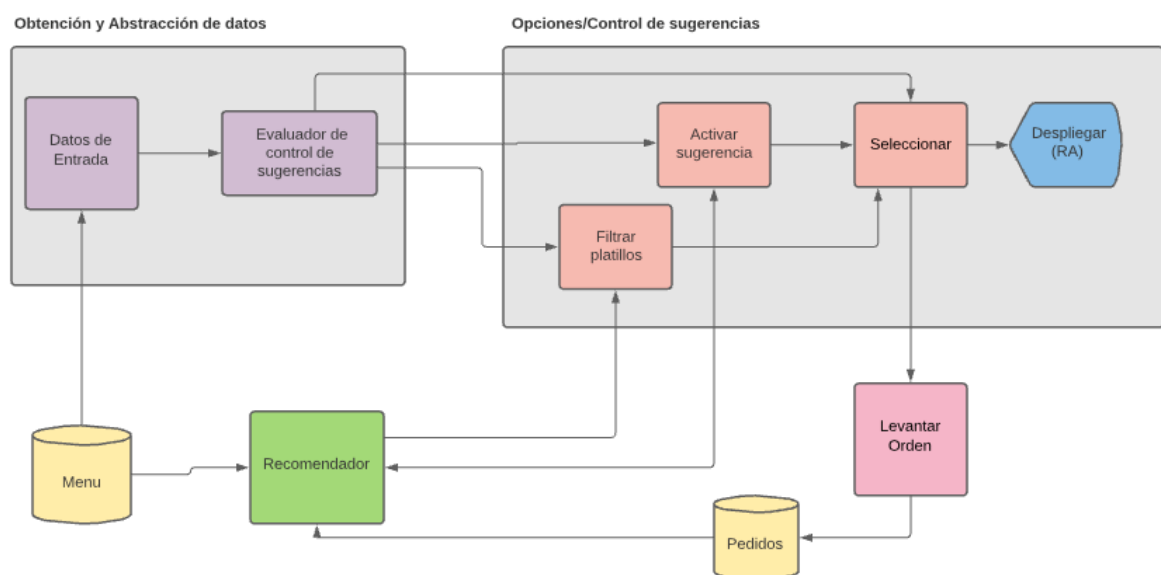 Obtención y Abstracción de datos
Opciones/Control de sugerencias
Datos de
Entrada
Evaluador de
control de
sugerencias
Activar
sugerencia
Seleccionar
Despliegar
(RA)
Filtrar
platillos
Menu
Recomendador
Levantar
Orden
Pedidos